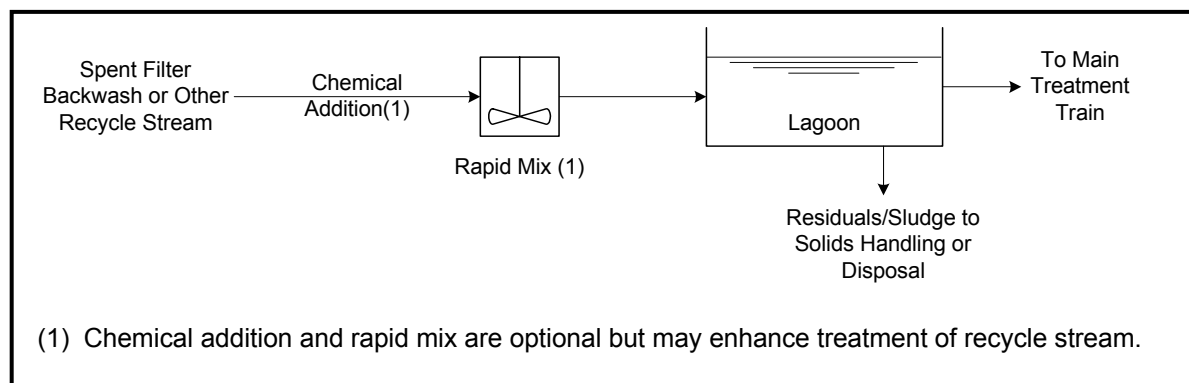 Spent Filter
Backwash or Other
Recycle Stream
Chemical
Addition(1)
Rapid Mix (1)
Lagoon
To Main
Treatment
Train
Residuals/Sludge to
Solids Handling or
Disposal
(1) Chemical addition and rapid mix are optional but may enhance treatment of recycle stream.